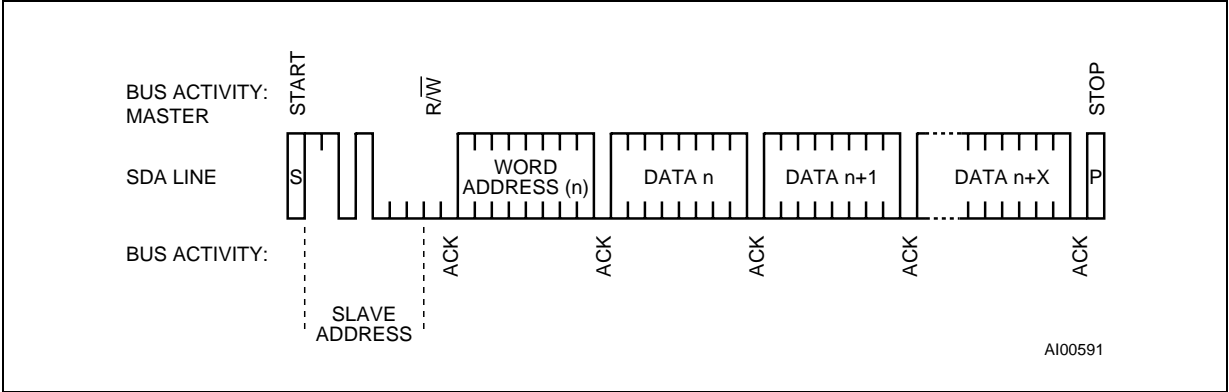 BUS ACTIVITY:
MASTER
START
R/W
STOP
SDA LINE
S
WORD
ADDRESS (n)
DATA n
DATA n+1
DATA n+X
P
BUS ACTIVITY:
ACK
ACK
ACK
ACK
ACK
SLAVE
ADDRESS
AI00591